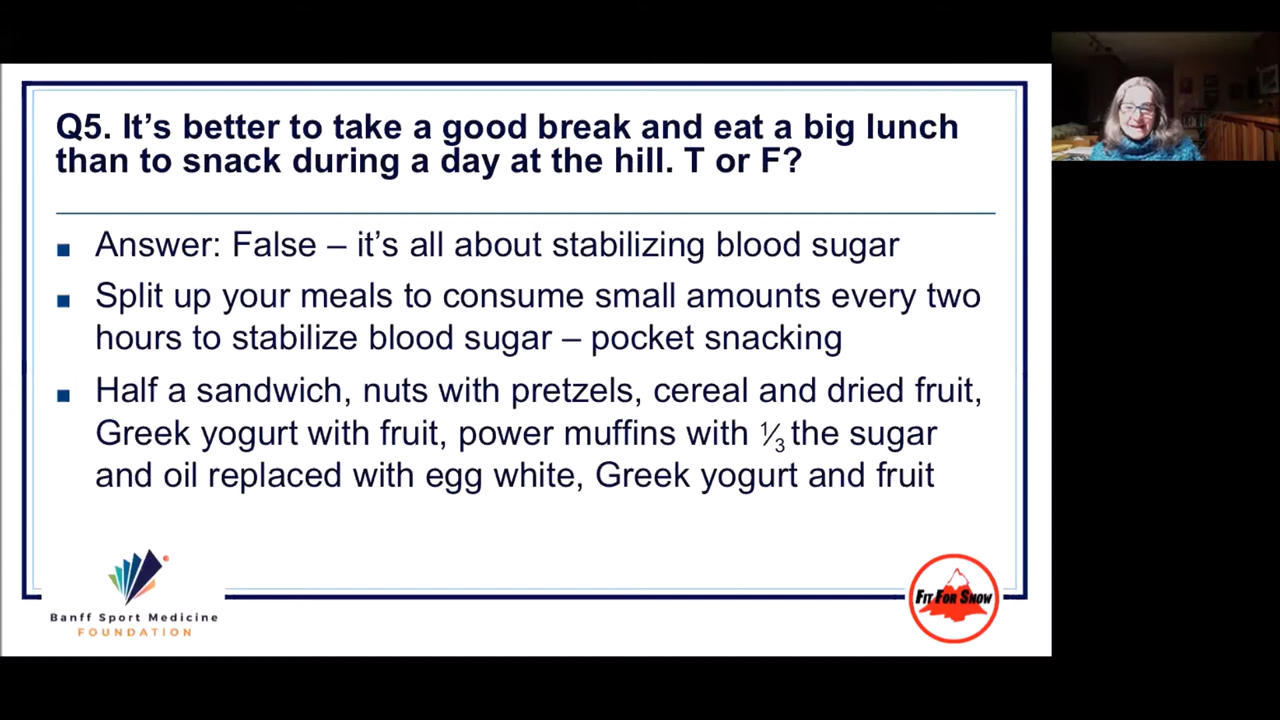 Q5. It's better to take a good break and eat a big lunch
than to snack during a day at the hill. T or F?
Answer: False – it's all about stabilizing blood sugar
Split up your meals to consume small amounts every two
hours to stabilize blood sugar – pocket snacking
Half a sandwich, nuts with pretzels, cereal and dried fruit,
Greek yogurt with fruit, power muffins with ⅓ the sugar
and oil replaced with egg white, Greek yogurt and fruit
Banff Sport Medicine
FOUNDATION
FIT FOR SNOW